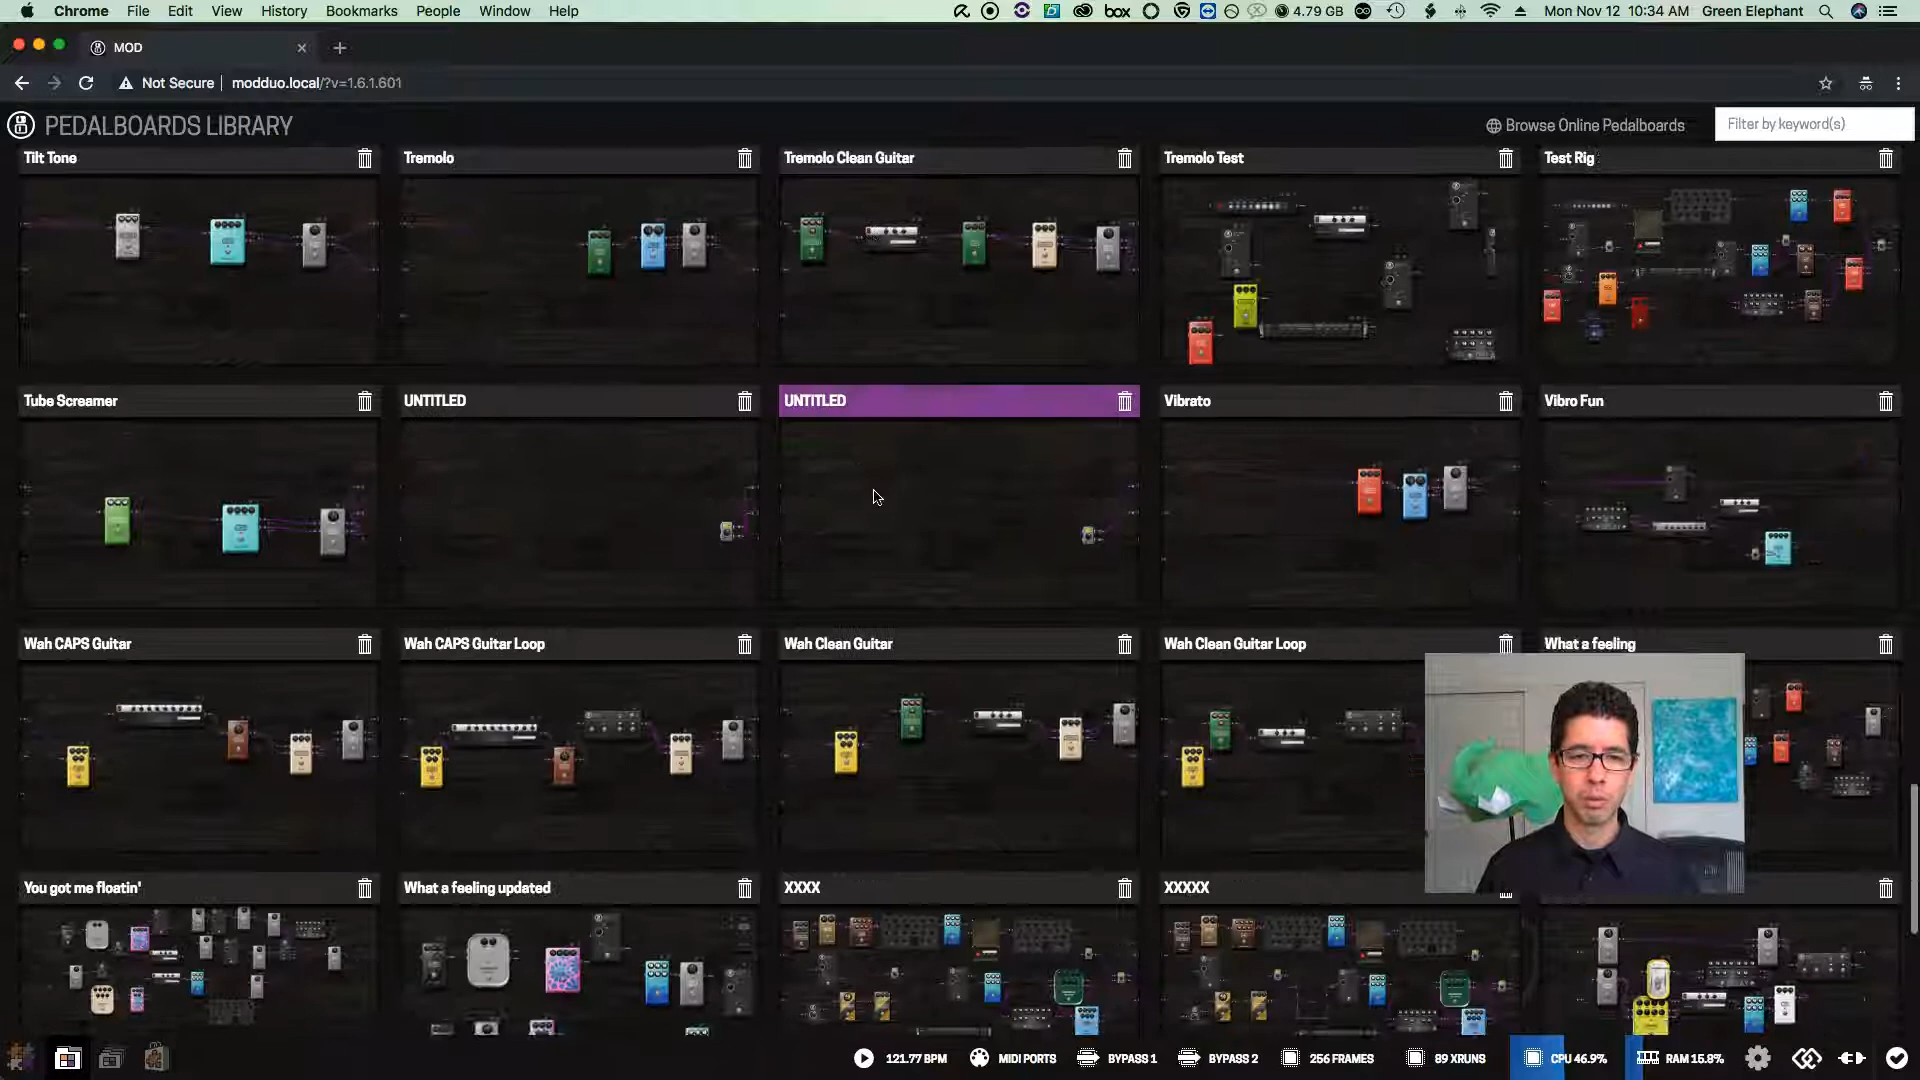 Chrome File Edit View History Bookmarks People Window Help
box 4.79 GB Mon Nov 12 10:34 AM Green Elephant
MOD
Not Secure modduo.local/?v=1.6.1.601
PEDALBOARDS LIBRARY
Browse Online Pedalboards
Filter by keyword(s)
Tilt Tone
Tremolo
Tremolo Clean Guitar
Tremolo Test
Test Rig
Tube Screamer
UNTITLED
UNTITLED
Vibrato
Vibro Fun
Wah CAPS Guitar
Wah CAPS Guitar Loop
Wah Clean Guitar
Wah Clean Guitar Loop
What a feeling
You got me floatin'
What a feeling updated
XXXX
XXXXX
121.77 BPM MIDI PORTS BYPASS 1 BYPASS 2 256 FRAMES 89 XRUNS CPU 46.9% RAM 15.8%